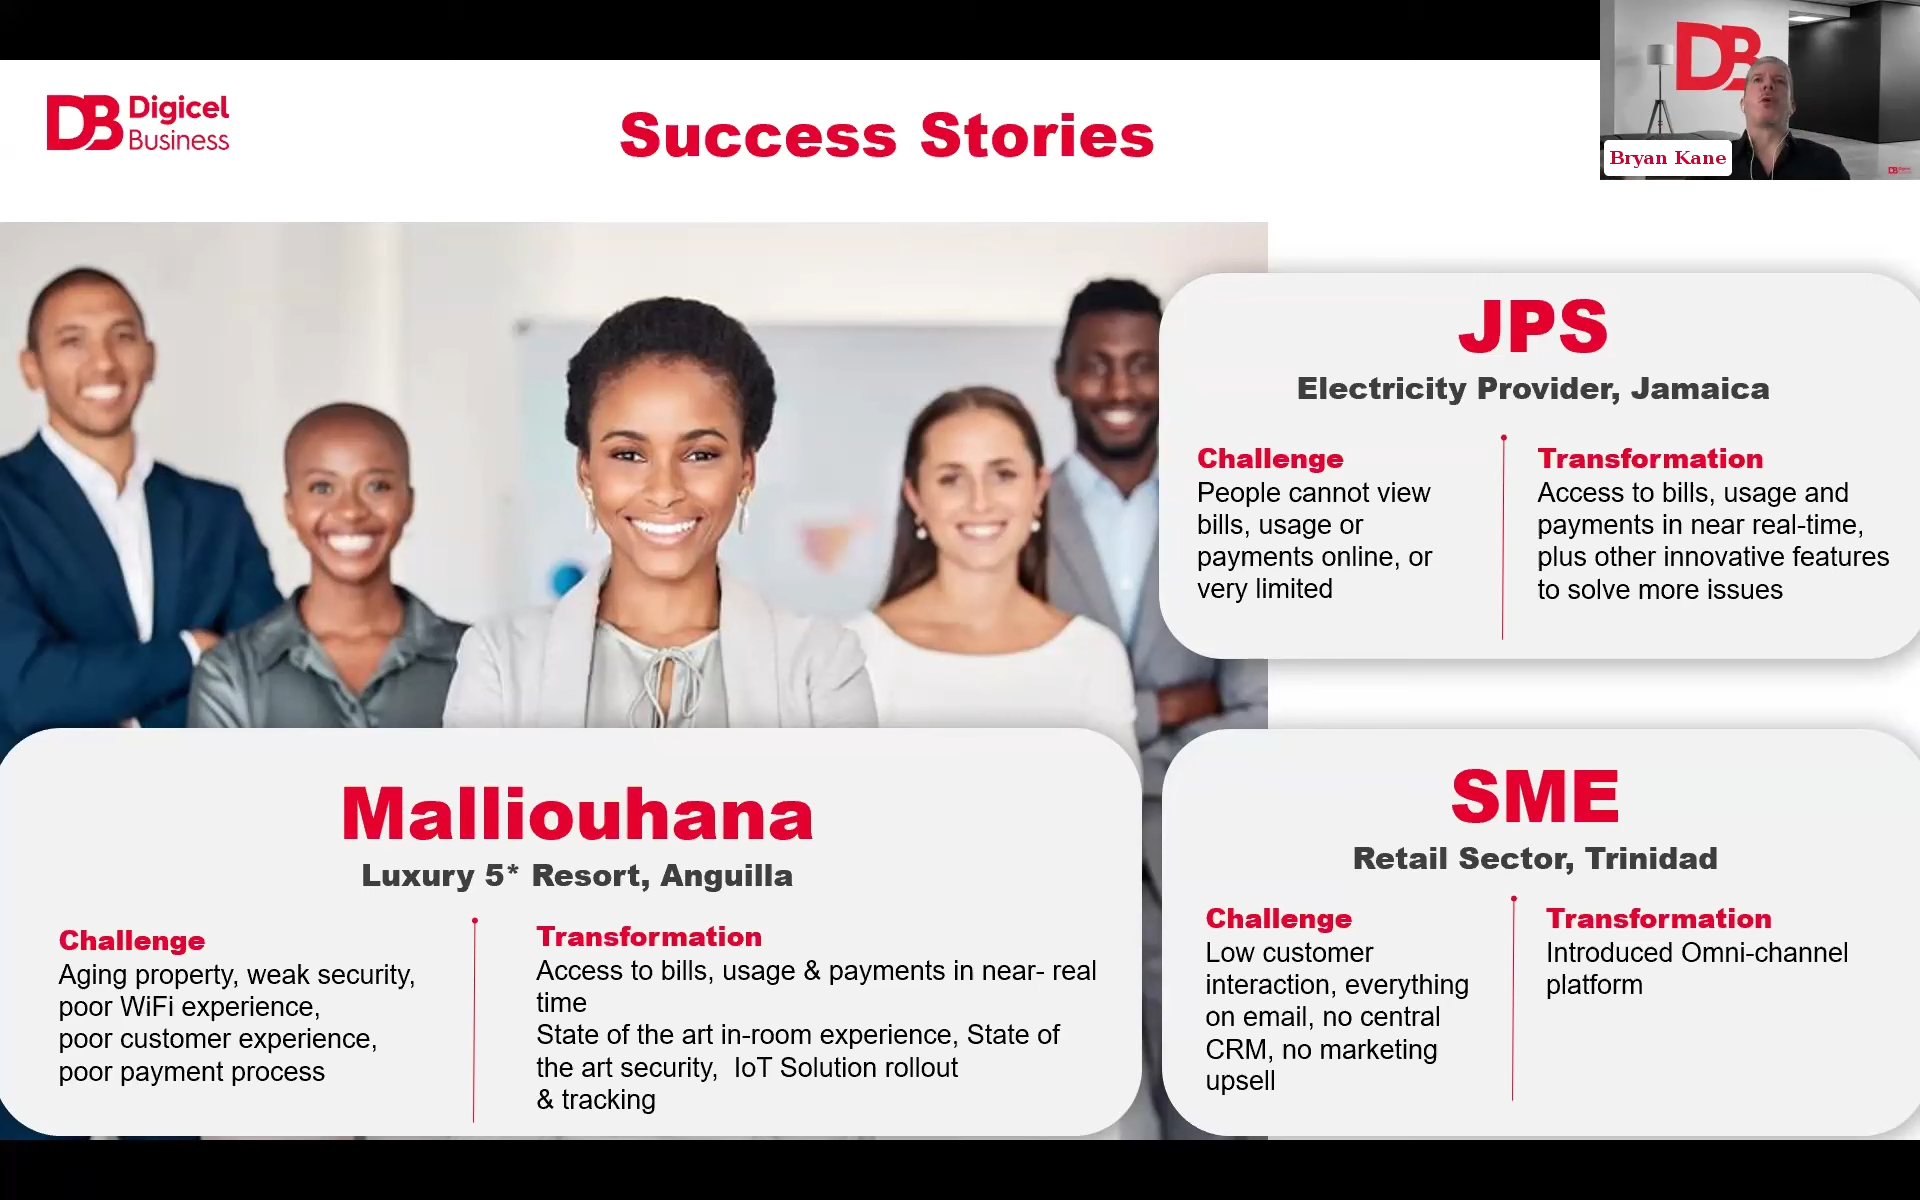 DB Digicel
Business
Success Stories
DB
Bryan Kane
JPS
Electricity Provider, Jamaica
Challenge
People cannot view
bills, usage or
payments online, or
very limited
Transformation
Access to bills, usage and
payments in near real-time,
plus other innovative features
to solve more issues
Malliouhana
Luxury 5* Resort, Anguilla
Challenge
Aging property, weak security,
poor WiFi experience,
poor customer experience,
poor payment process
Transformation
Access to bills, usage & payments in near- real
time
State of the art in-room experience, State of
the art security,  IoT Solution rollout
& tracking
SME
Retail Sector, Trinidad
Challenge
Low customer
interaction, everything
on email, no central
CRM, no marketing
upsell
Transformation
Introduced Omni-channel
platform